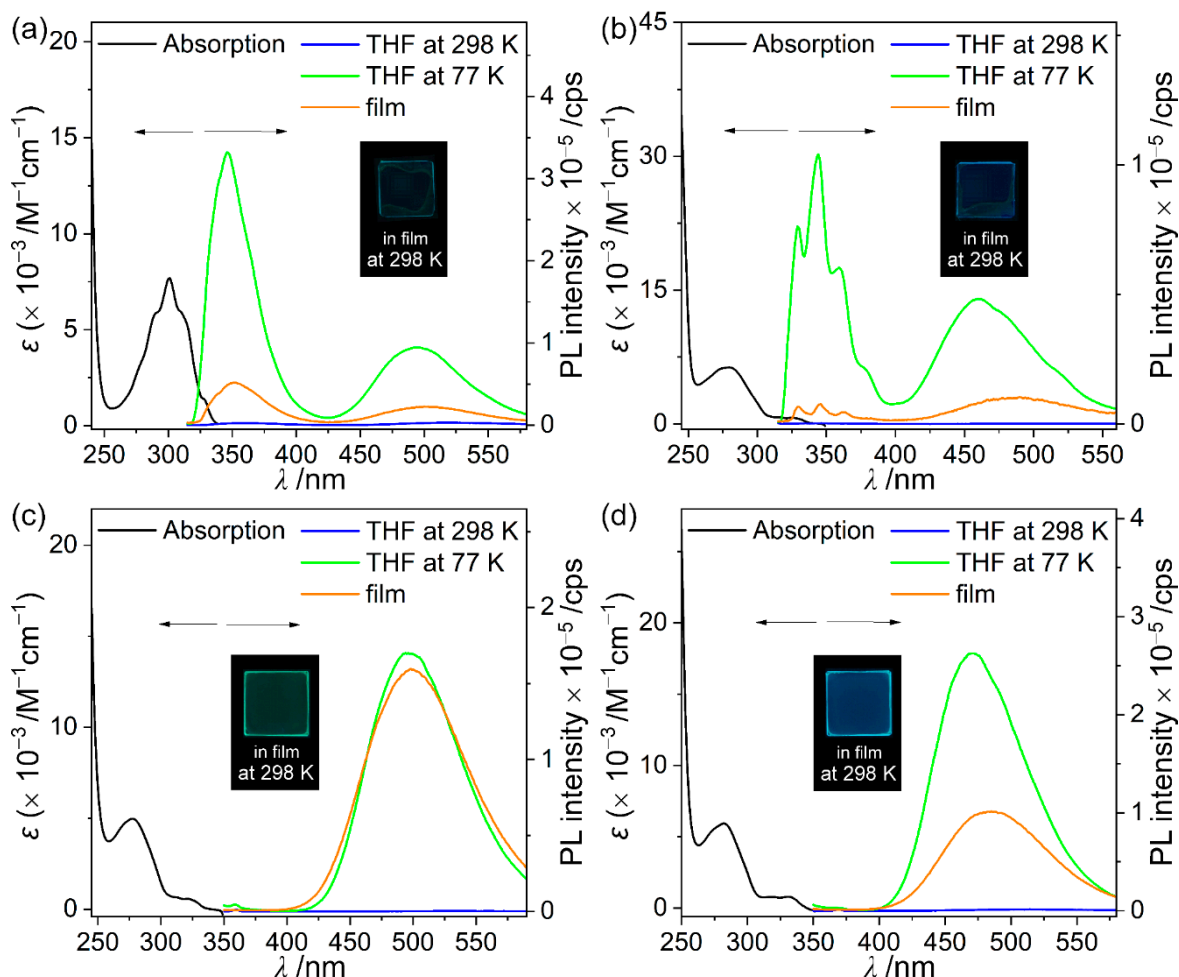 (a)
Absorption
THF at 298 K
THF at 77 K
film
20
15
10
5
0
ε (× 10⁻³ /M⁻¹cm⁻¹)
4
3
2
1
0
PL intensity × 10⁻⁵ /cps
in film
at 298 K
250 300 350 400 450 500 550
λ /nm
(b)
Absorption
THF at 298 K
THF at 77 K
film
45
30
15
0
ε (× 10⁻³ /M⁻¹cm⁻¹)
1
0
PL intensity × 10⁻⁵ /cps
in film
at 298 K
250 300 350 400 450 500 550
λ /nm
(c)
Absorption
THF at 298 K
THF at 77 K
film
20
10
0
ε (× 10⁻³ /M⁻¹cm⁻¹)
2
1
0
PL intensity × 10⁻⁵ /cps
in film
at 298 K
250 300 350 400 450 500 550
λ /nm
(d)
Absorption
THF at 298 K
THF at 77 K
film
20
10
0
ε (× 10⁻³ /M⁻¹cm⁻¹)
4
3
2
1
0
PL intensity × 10⁻⁵ /cps
in film
at 298 K
250 300 350 400 450 500 550
λ /nm